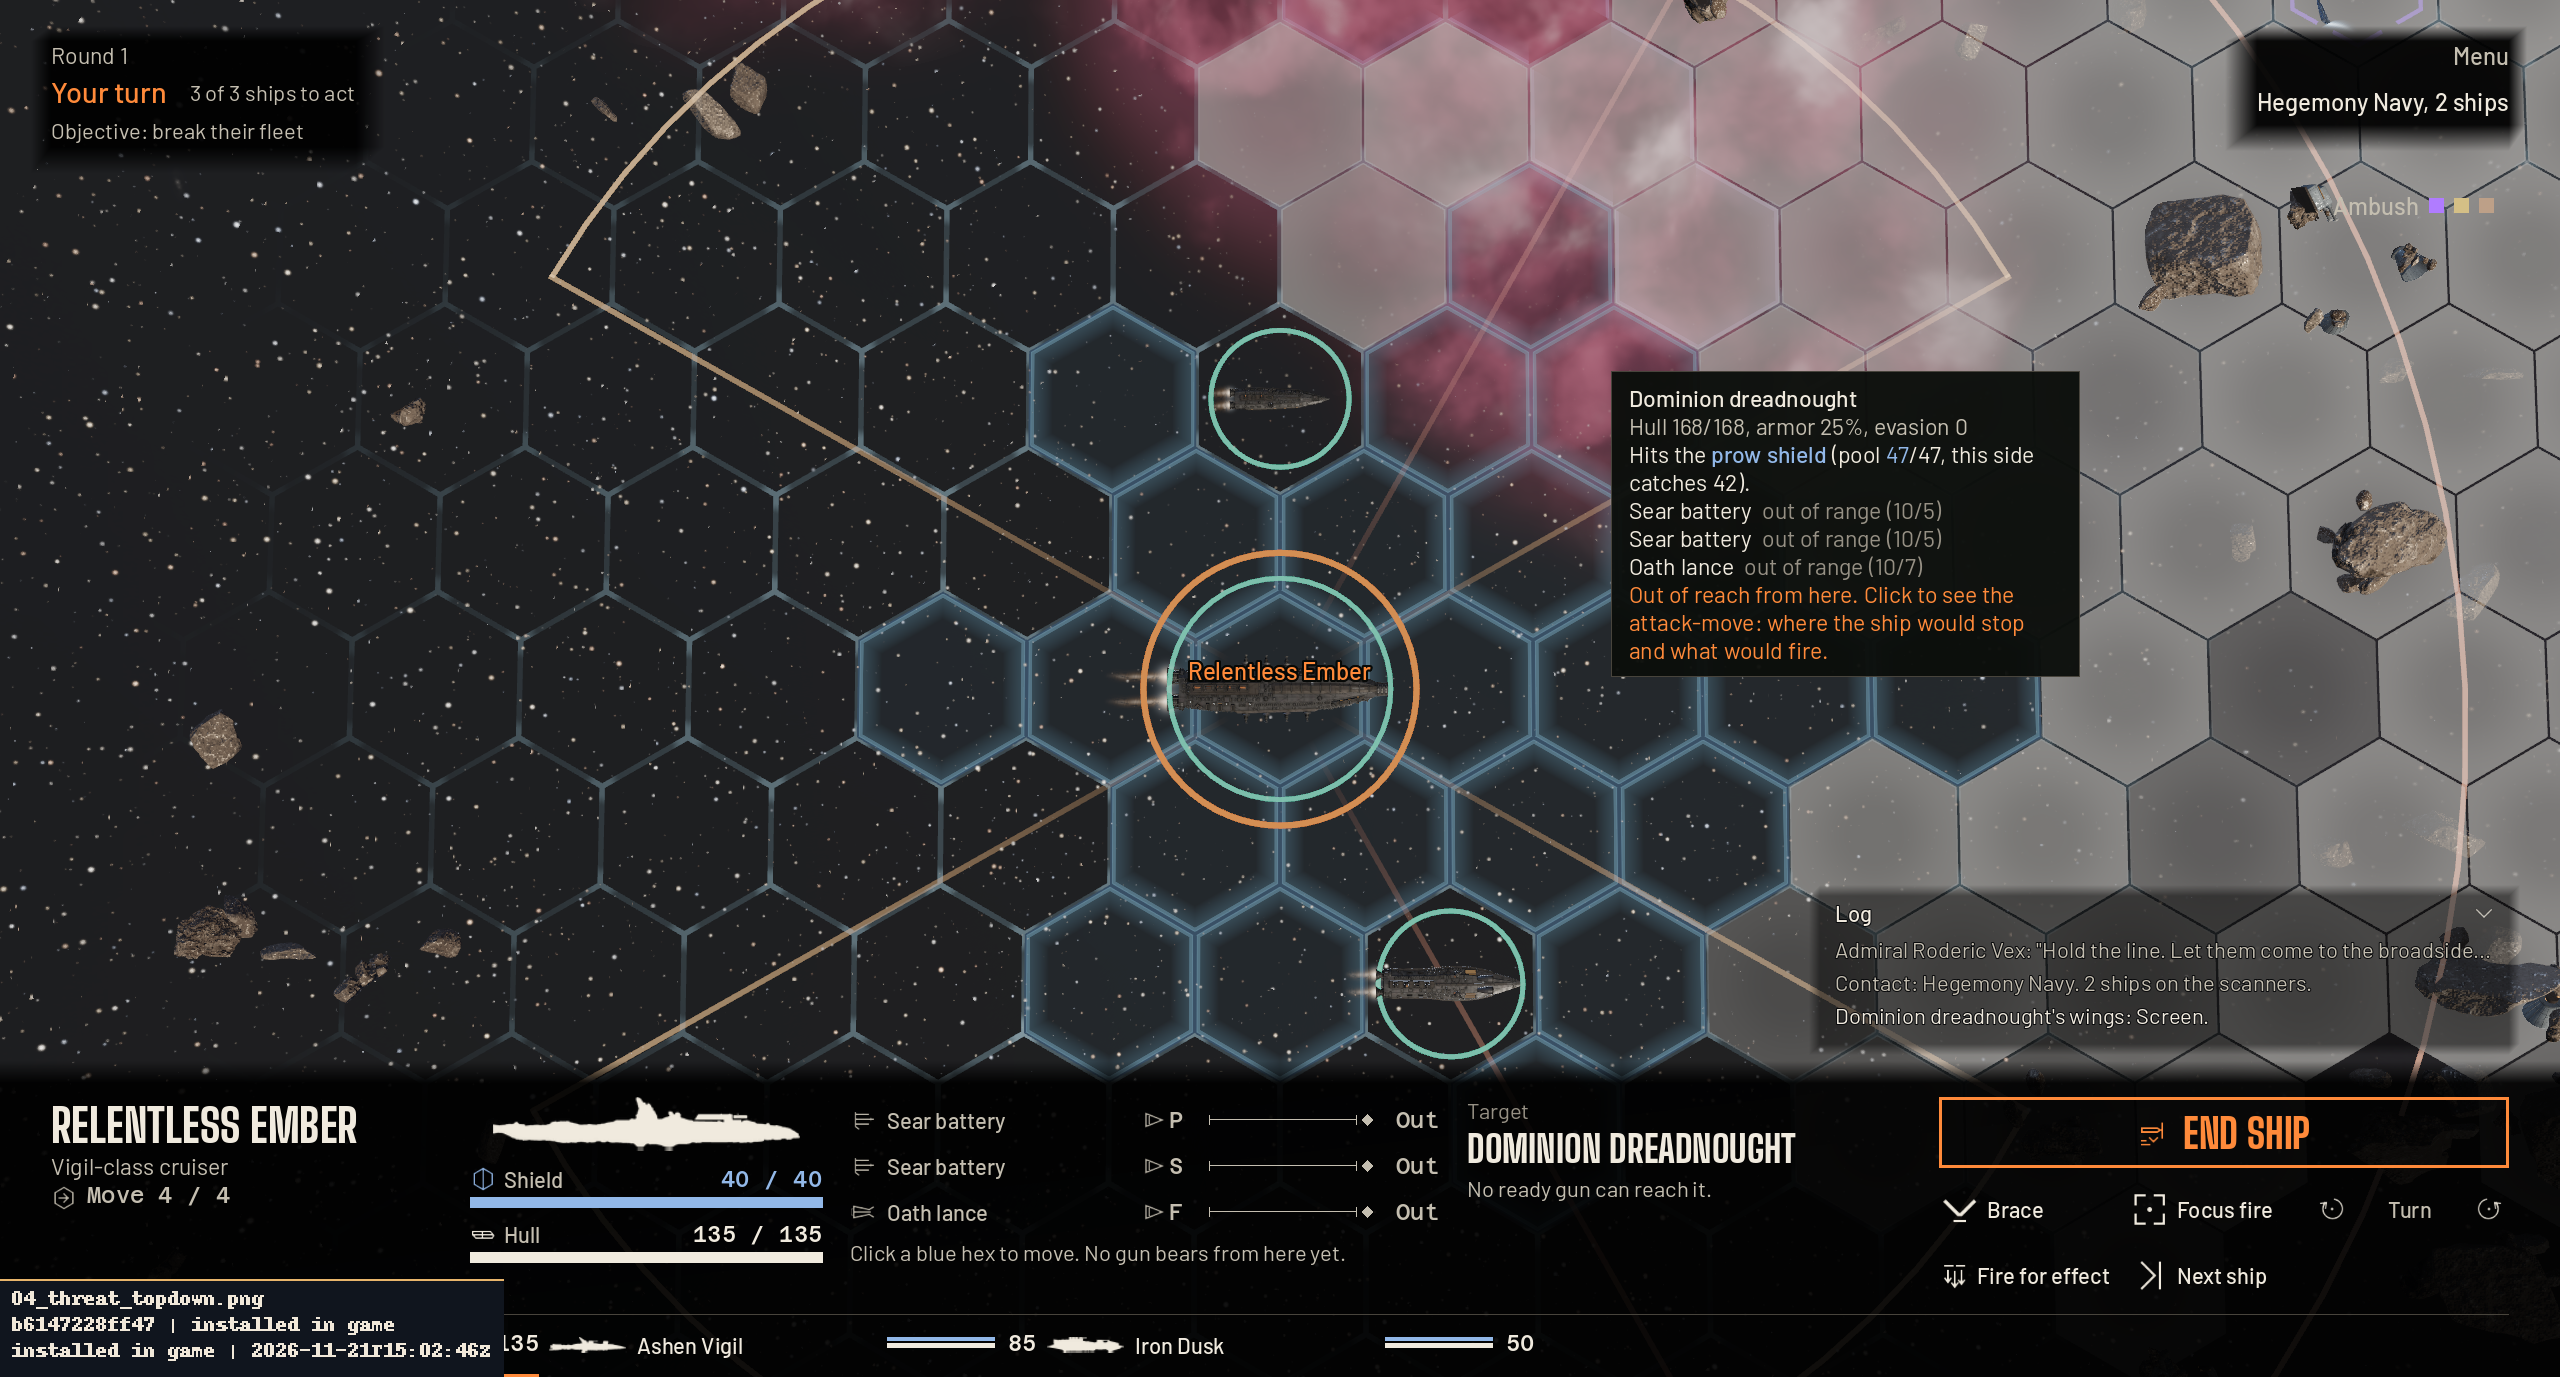 Round 1
Your turn 3 of 3 ships to act
Objective: break their fleet
Menu
Hegemony Navy, 2 ships
Ambush
Dominion dreadnought
Hull 168/168, armor 25%, evasion 0
Hits the prow shield (pool 47/47, this side
catches 42).
Sear battery out of range (10/5)
Sear battery out of range (10/5)
Oath lance out of range (10/7)
Out of reach from here. Click to see the
attack-move: where the ship would stop
and what would fire.
Relentless Ember
Log
Admiral Roderic Vex: "Hold the line. Let them come to the broadside...
Contact: Hegemony Navy. 2 ships on the scanners.
Dominion dreadnought's wings: Screen.
RELENTLESS EMBER
Vigil-class cruiser
Move 4 / 4
Shield 40 / 40
Hull 135 / 135
Sear battery P Out
Sear battery S Out
Oath lance F Out
Click a blue hex to move. No gun bears from here yet.
Target
DOMINION DREADNOUGHT
No ready gun can reach it.
END SHIP
Brace
Focus fire
Turn
Fire for effect
Next ship
04_threat_topdown.png
b6147228ff47 | installed in game
installed in game | 2026-11-21T15:02:46Z
135 Ashen Vigil 85 Iron Dusk 50